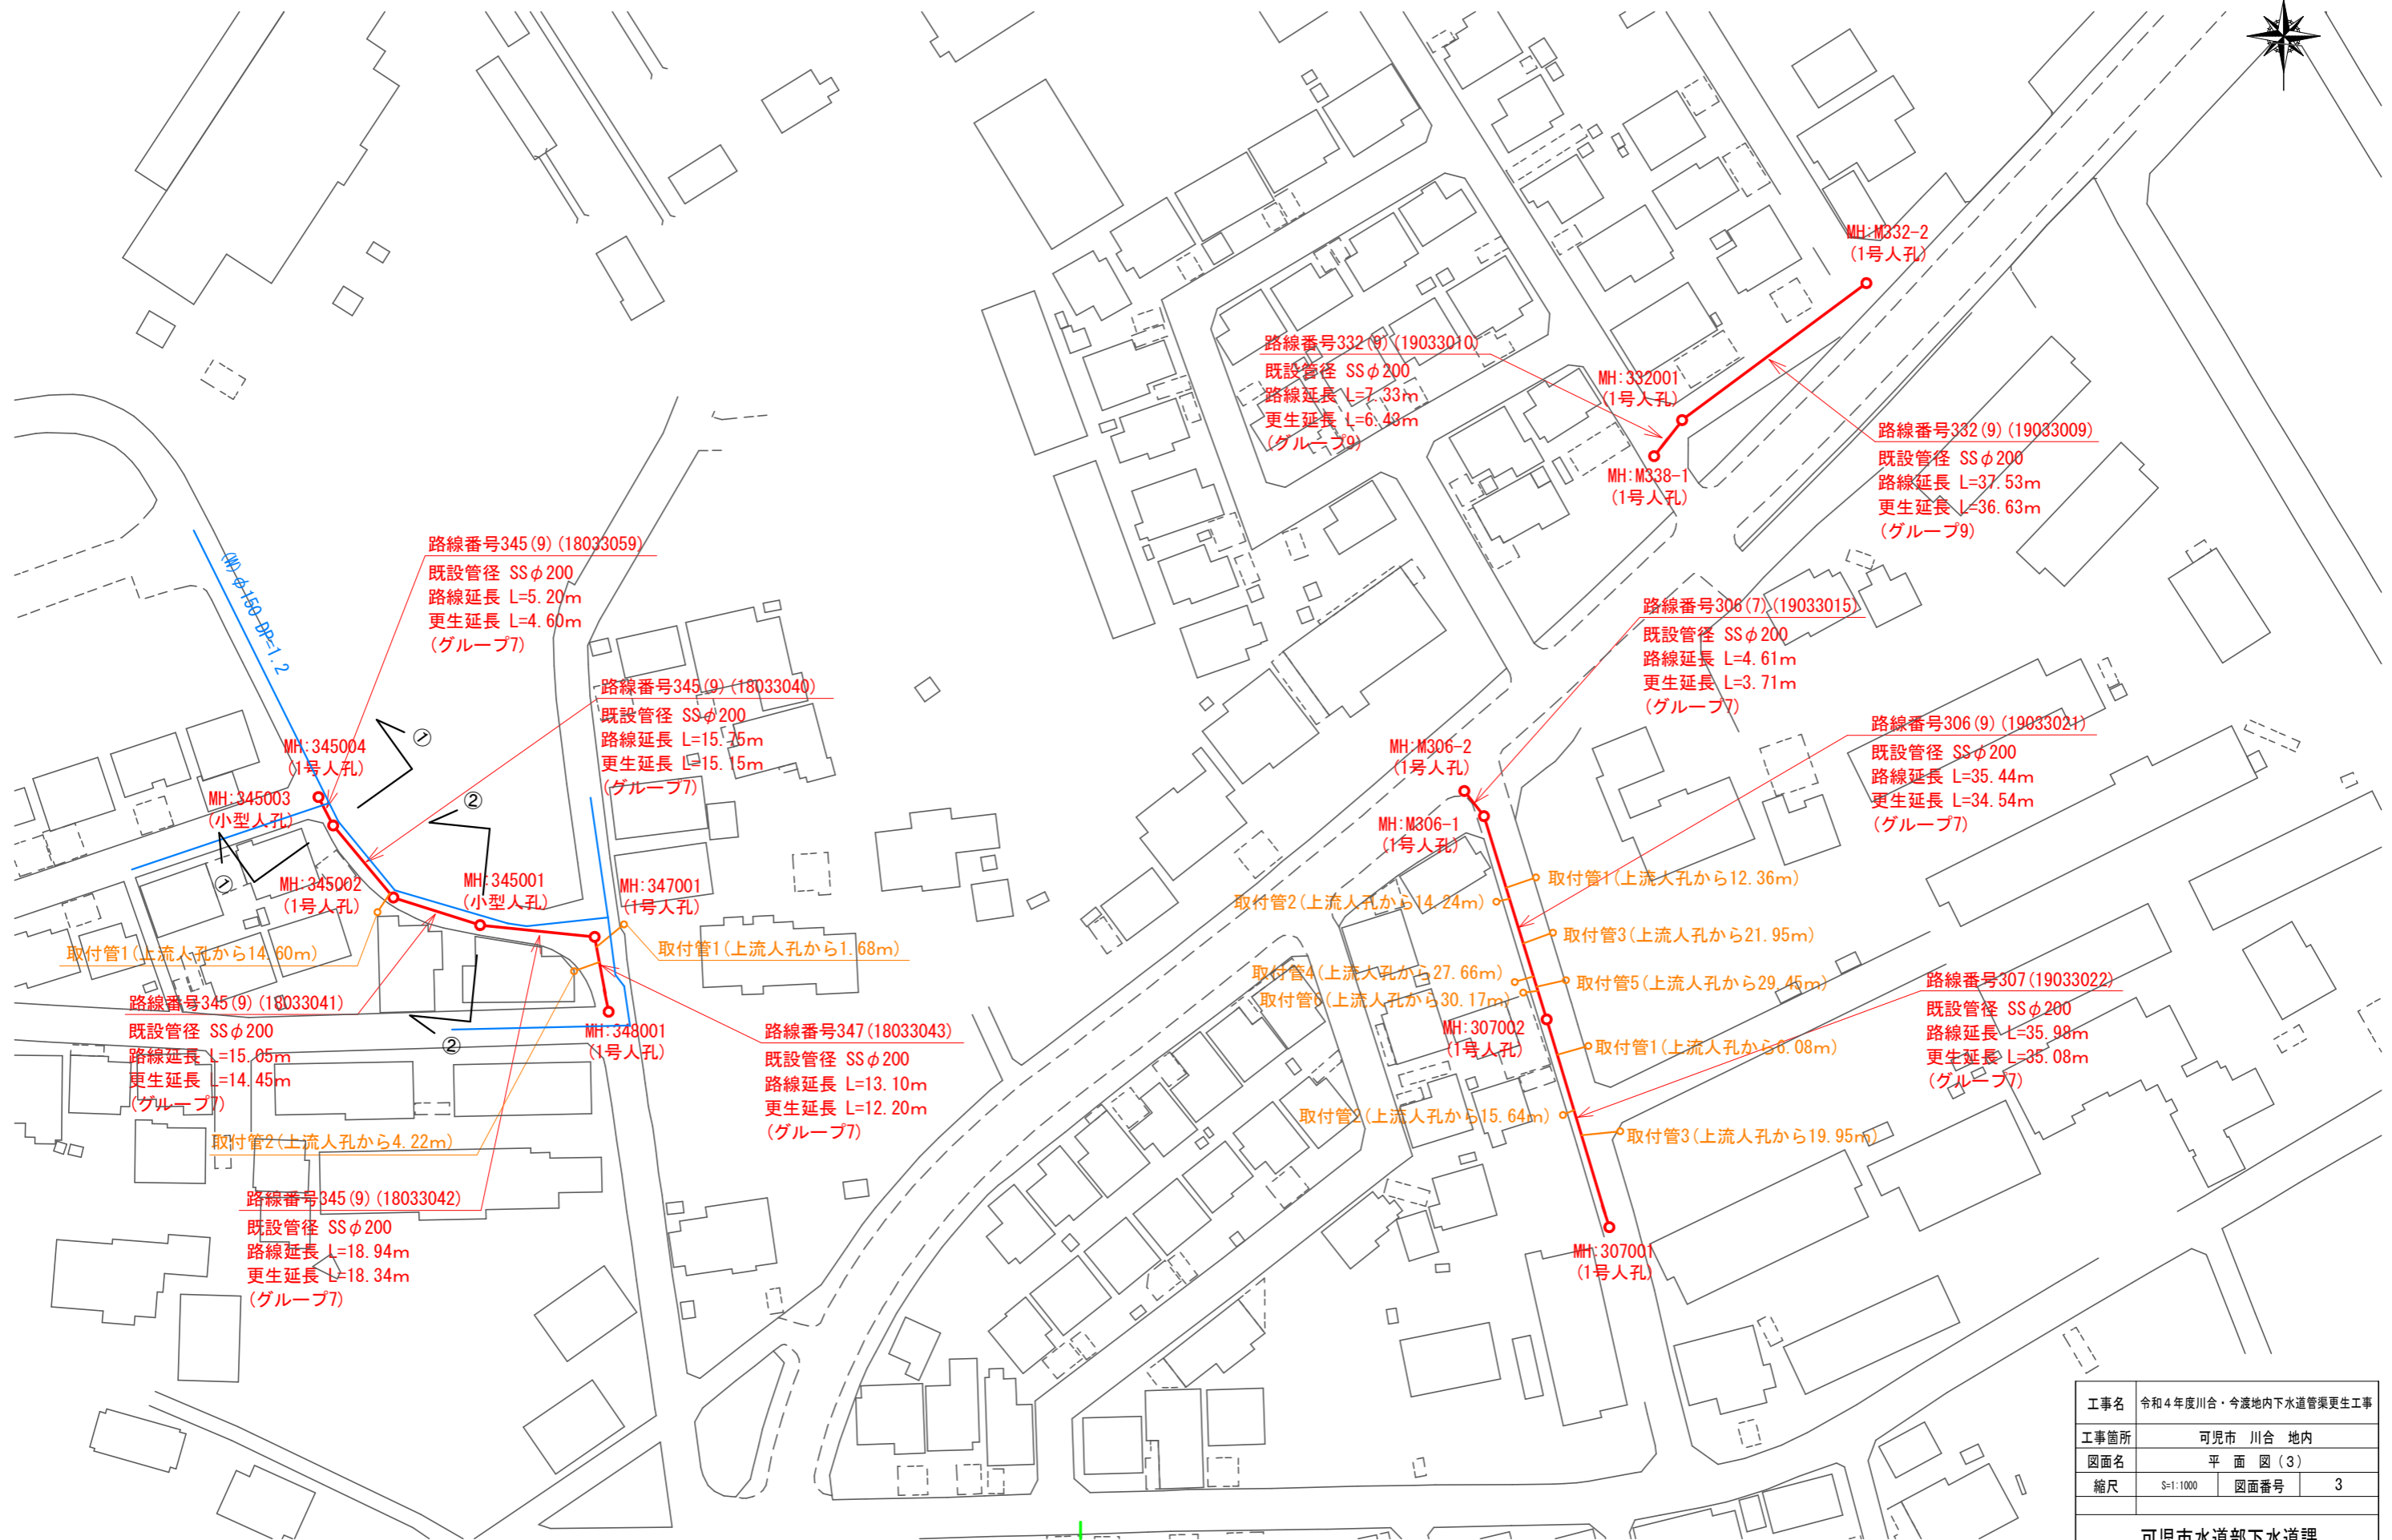 MH:M332-2
(1号人孔)
路線番号332(9)(19033010)
既設管径 SSφ200
路線延長 L=7.33m
更生延長 L=6.43m
(グループ9)
MH:332001
(1号人孔)
MH:M338-1
(1号人孔)
路線番号332(9)(19033009)
既設管径 SSφ200
路線延長 L=37.53m
更生延長 L=36.63m
(グループ9)
(W)φ150 DP=1.2
路線番号345(9)(18033059)
既設管径 SSφ200
路線延長 L=5.20m
更生延長 L=4.60m
(グループ7)
路線番号345(9)(18033040)
既設管径 SSφ200
路線延長 L=15.75m
更生延長 L=15.15m
(グループ7)
MH:345004
(1号人孔)
①
MH:345003
(小型人孔)
②
①
MH:345002
(1号人孔)
MH:345001
(小型人孔)
MH:347001
(1号人孔)
取付管1(上流人孔から14.60m)
取付管1(上流人孔から1.68m)
路線番号345(9)(18033041)
既設管径 SSφ200
路線延長 L=15.05m
更生延長 L=14.45m
(グループ7)
②
MH:348001
(1号人孔)
路線番号347(18033043)
既設管径 SSφ200
路線延長 L=13.10m
更生延長 L=12.20m
(グループ7)
取付管2(上流人孔から4.22m)
路線番号345(9)(18033042)
既設管径 SSφ200
路線延長 L=18.94m
更生延長 L=18.34m
(グループ7)
路線番号306(7)(19033015)
既設管径 SSφ200
路線延長 L=4.61m
更生延長 L=3.71m
(グループ7)
MH:M306-2
(1号人孔)
MH:M306-1
(1号人孔)
路線番号306(9)(19033021)
既設管径 SSφ200
路線延長 L=35.44m
更生延長 L=34.54m
(グループ7)
取付管1(上流人孔から12.36m)
取付管2(上流人孔から14.24m)
取付管3(上流人孔から21.95m)
取付管4(上流人孔から27.66m)
取付管5(上流人孔から29.45m)
取付管6(上流人孔から30.17m)
MH:307002
(1号人孔)
路線番号307(19033022)
既設管径 SSφ200
路線延長 L=35.98m
更生延長 L=35.08m
(グループ7)
取付管1(上流人孔から6.08m)
取付管2(上流人孔から15.64m)
取付管3(上流人孔から19.95m)
MH:307001
(1号人孔)
工事名 令和4年度川合・今渡地内下水道管渠更生工事
工事箇所 可児市 川合 地内
図面名 平 面 図(3)
縮尺 S=1:1000 図面番号 3
可児市水道部下水道課